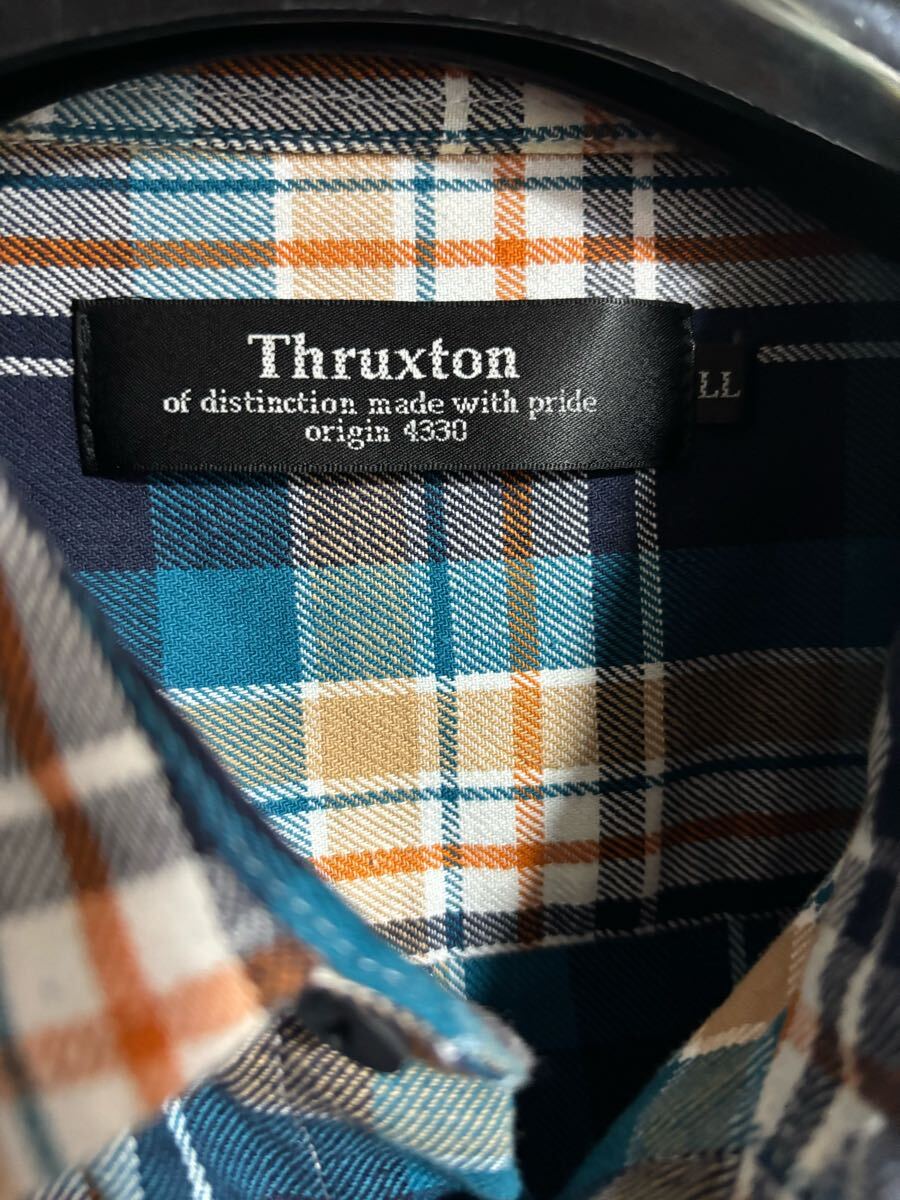 Thruxton
of distinction made with pride
origin 4330
LL